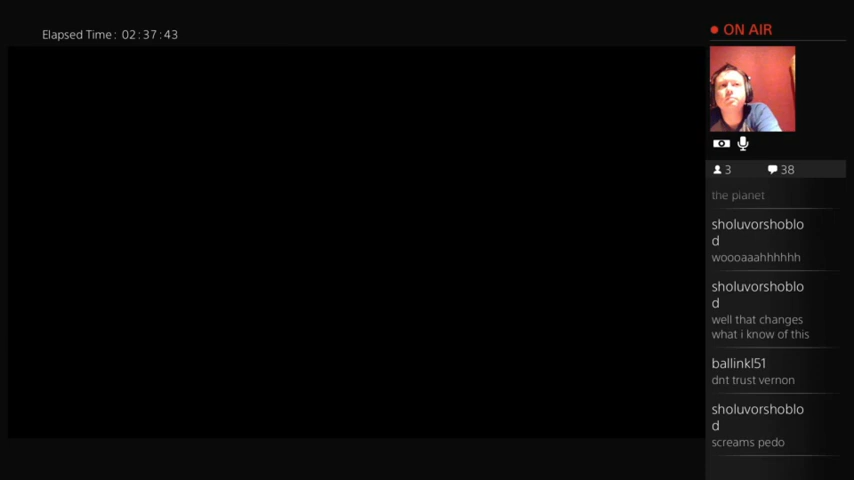 Elapsed Time: 02:37:43
ON AIR
3 38
the planet
sholuvorshoblo
d
woooaaahhhhhh
sholuvorshoblo
d
well that changes
what i know of this
ballinkl51
dnt trust vernon
sholuvorshoblo
d
screams pedo